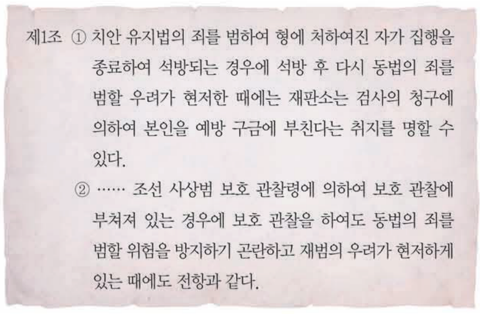 제1조 ① 치안 유지법의 죄를 범하여 형에 처하여진 자가 집행을
종료하여 석방되는 경우에 석방 후 다시 동법의 죄를
범할 우려가 현저한 때에는 재판소는 검사의 청구에
의하여 본인을 예방 구금에 부친다는 취지를 명할 수
있다.
② …… 조선 사상범 보호 관찰령에 의하여 보호 관찰에
부쳐져 있는 경우에 보호 관찰을 하여도 동법의 죄를
범할 위험을 방지하기 곤란하고 재범의 우려가 현저하게
있는 때에도 전항과 같다.